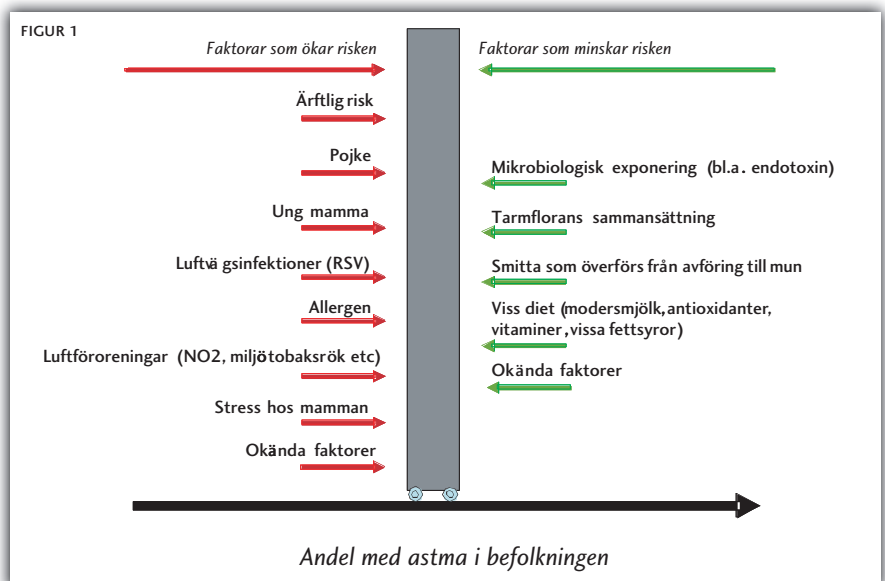 FIGUR 1
Faktorar som ökar risken
Faktorar som minskar risken
Ärftlig risk
Pojke
Ung mamma
Luftvä gsinfektioner (RSV)
Allergen
Luftföroreningar (NO2, miljötobaksrök etc)
Stress hos mamman
Okända faktorer
Mikrobiologisk exponering (bl.a. endotoxin)
Tarmflorans sammansättning
Smitta som överförs från avföring till mun
Viss diet (modersmjölk, antioxidanter,
vitaminer, vissa fettsyror)
Okända faktorer
Andel med astma i befolkningen